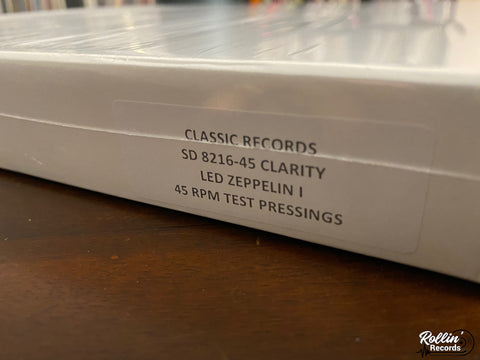 CLASSIC RECORDS
SD 8216-45 CLARITY
LED ZEPPELIN I
45 RPM TEST PRESSINGS
Rollin'
Records